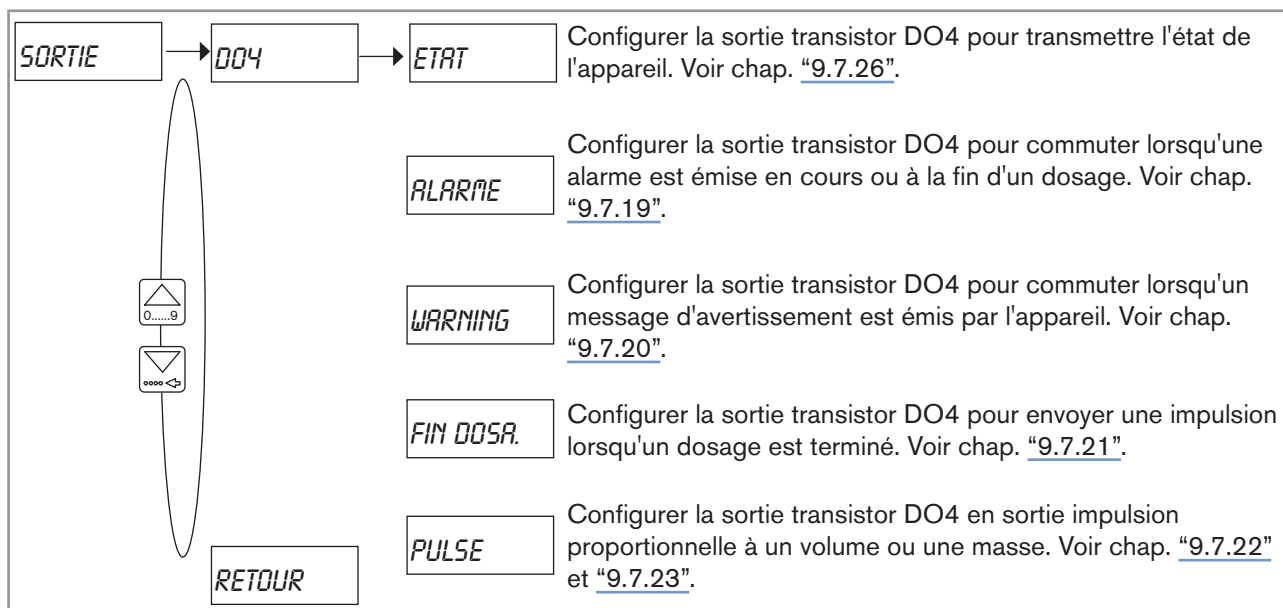 SORTIE
DO4
ETAT
Configurer la sortie transistor DO4 pour transmettre l'état de
l'appareil. Voir chap. “9.7.26”.
ALARME
Configurer la sortie transistor DO4 pour commuter lorsqu'une
alarme est émise en cours ou à la fin d'un dosage. Voir chap.
“9.7.19”.
0......9
WARNING
Configurer la sortie transistor DO4 pour commuter lorsqu'un
message d'avertissement est émis par l'appareil. Voir chap.
“9.7.20”.
FIN DOSA.
Configurer la sortie transistor DO4 pour envoyer une impulsion
lorsqu'un dosage est terminé. Voir chap. “9.7.21”.
PULSE
Configurer la sortie transistor DO4 en sortie impulsion
proportionnelle à un volume ou une masse. Voir chap. “9.7.22”
et “9.7.23”.
RETOUR